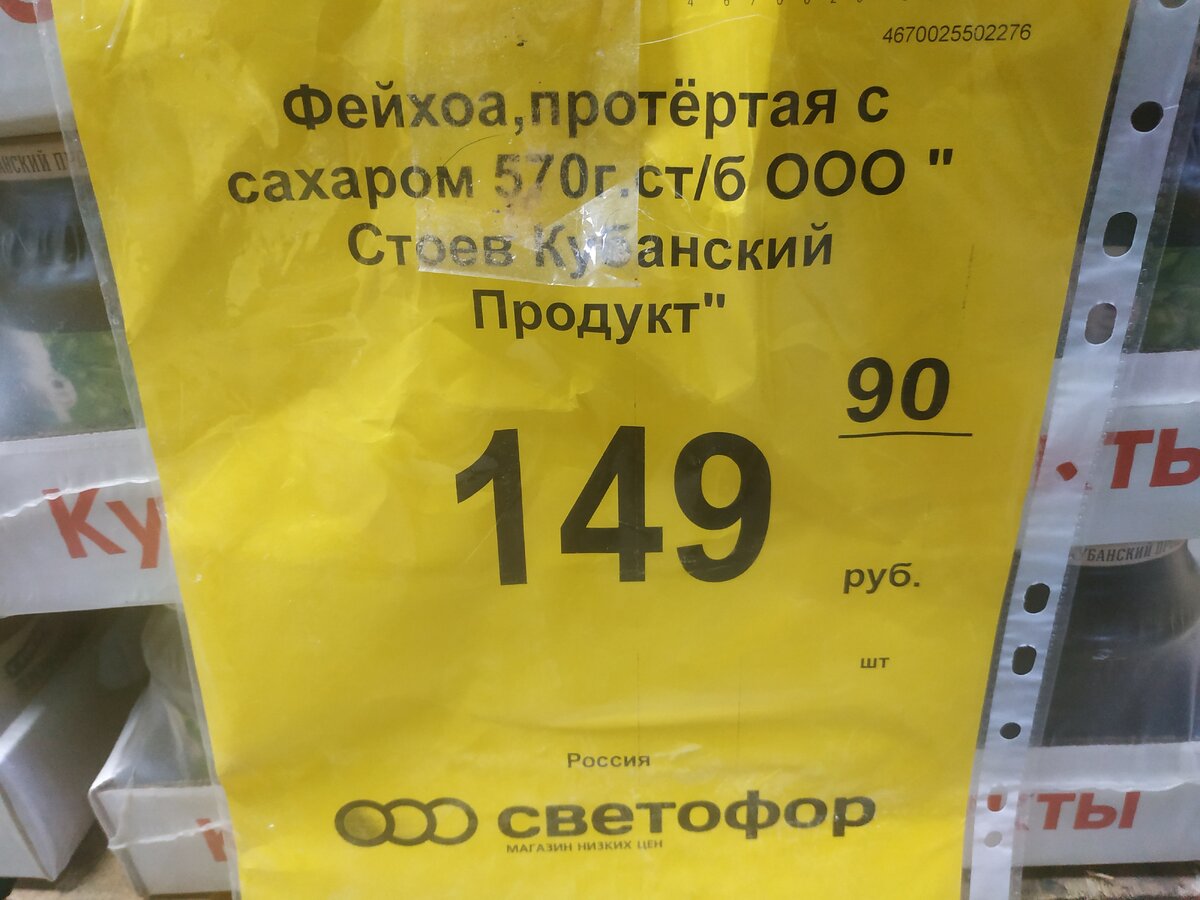 4670025502276
Фейхоа,протёртая с
сахаром 570г.ст/б ООО "
Стоев Кубанский
Продукт"
90
149
руб.
шт
Россия
светофор
МАГАЗИН НИЗКИХ ЦЕН